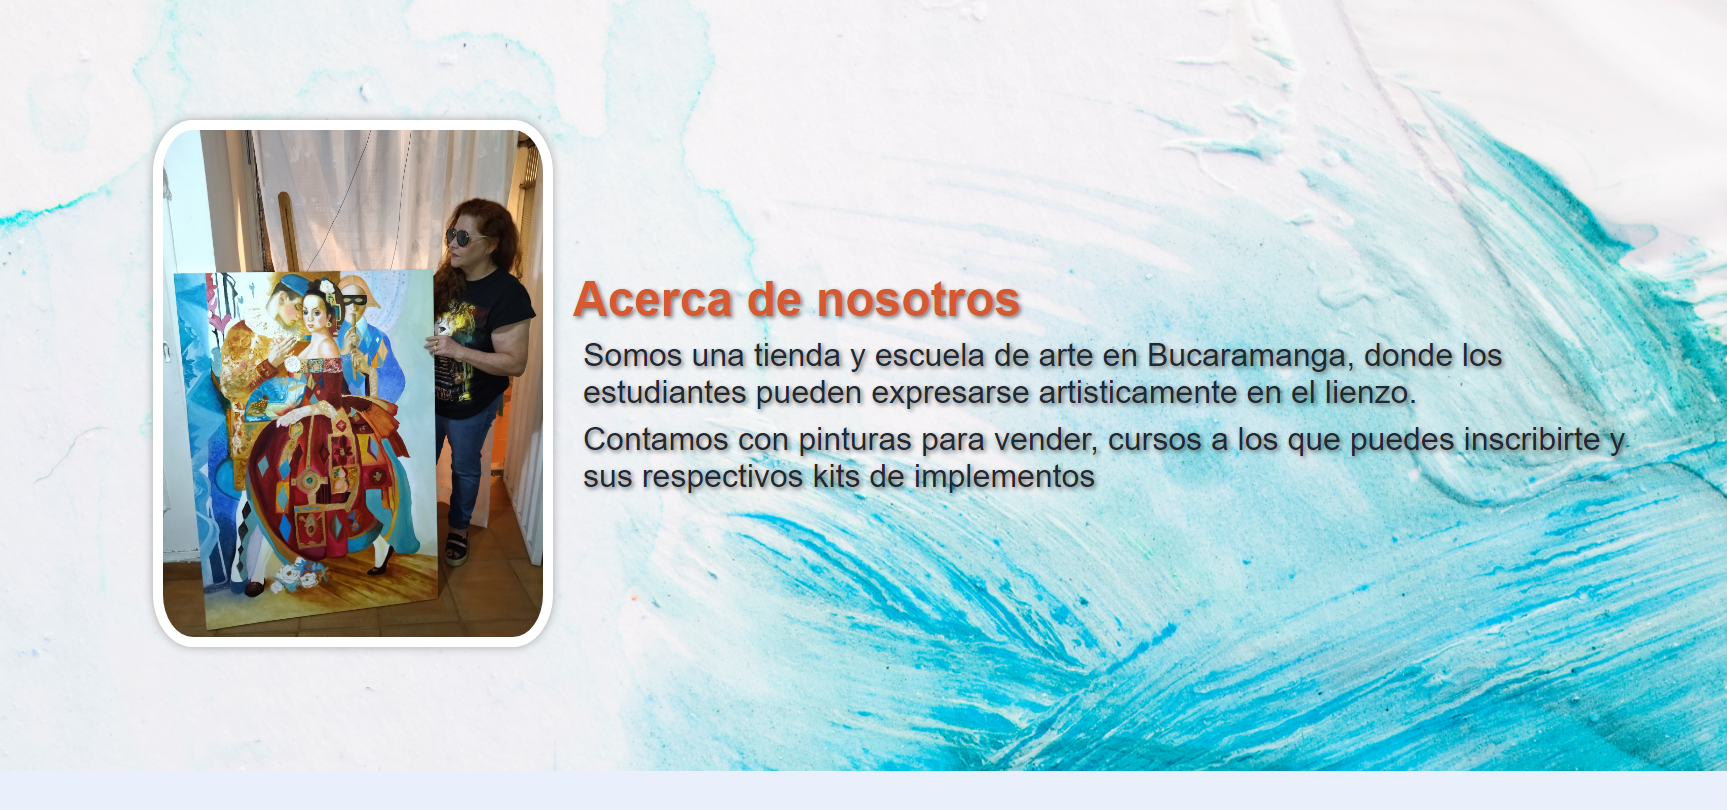 Acerca de nosotros
Somos una tienda y escuela de arte en Bucaramanga, donde los
estudiantes pueden expresarse artisticamente en el lienzo.
Contamos con pinturas para vender, cursos a los que puedes inscribirte y
sus respectivos kits de implementos